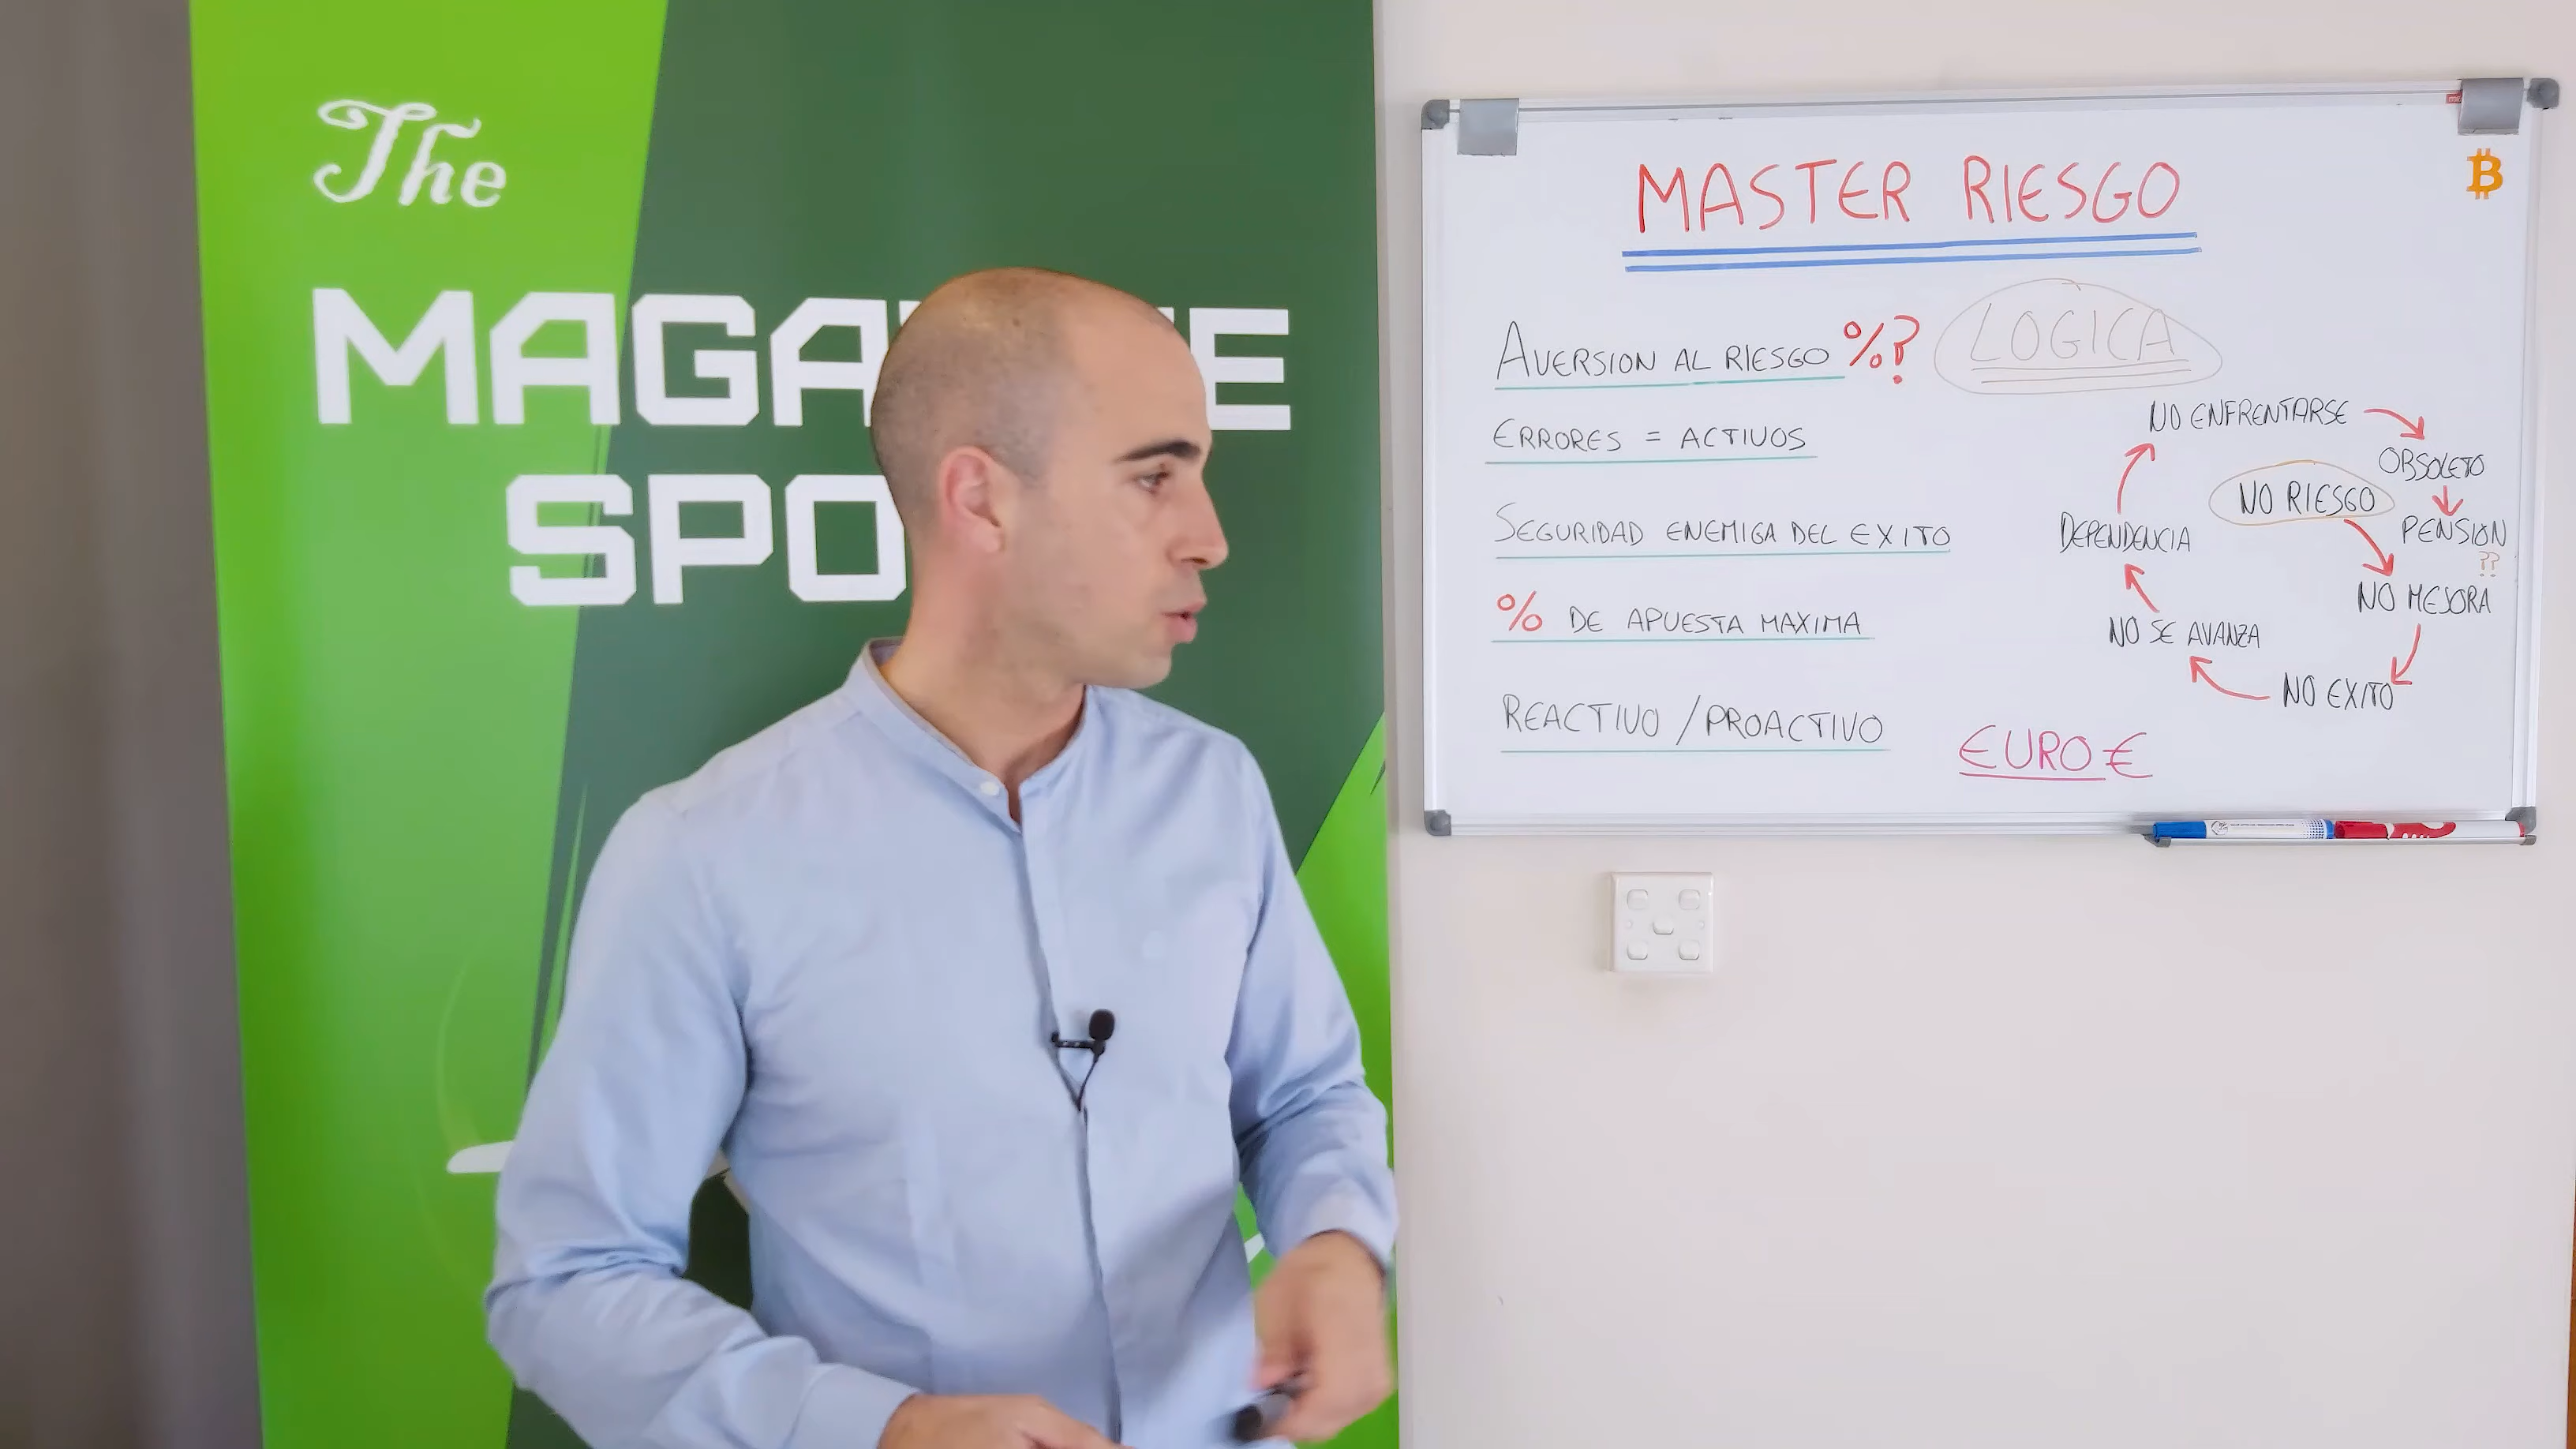 The
MAGA
E
SPO
MASTER RIESGO
₿
AVERSION AL RIESGO %?
LOGICA
ERRORES = ACTIVOS
SEGURIDAD ENEMIGA DEL EXITO
% DE APUESTA MAXIMA
REACTIVO / PROACTIVO
NO ENFRENTARSE
OBSOLETO
NO RIESGO
PENSION
??
DEPENDENCIA
NO MEJORA
NO SE AVANZA
NO EXITO
EURO €